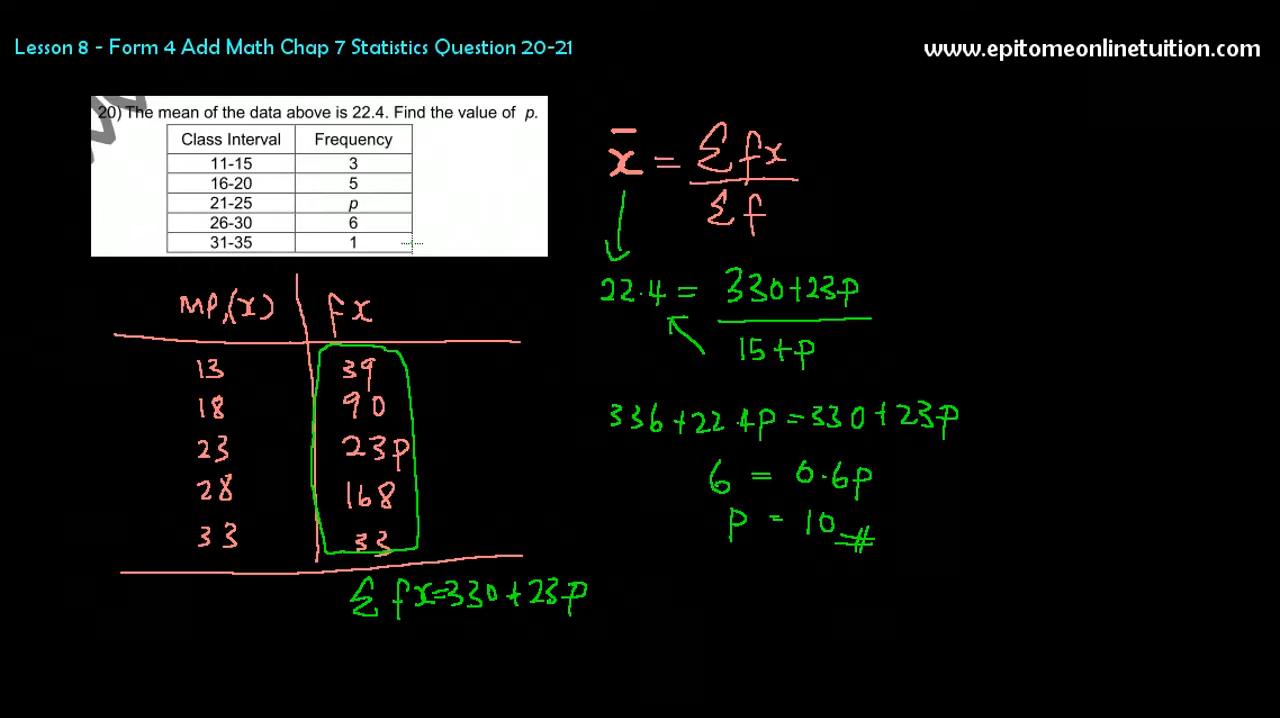 Lesson 8 - Form 4 Add Math Chap 7 Statistics Question 20-21
www.epitomeonlinetuition.com
20) The mean of the data above is 22.4. Find the value of p.
Class Interval Frequency
11-15 3
16-20 5
21-25 p
26-30 6
31-35 1
x̄ = Σfx / Σf
22.4 = 330+23p / 15+p
336+22.4p=330+23p
6 = 0.6p
p = 10
MP,(x) fx
13 39
18 90
23 23p
28 168
33 33
Σfx=330+23p